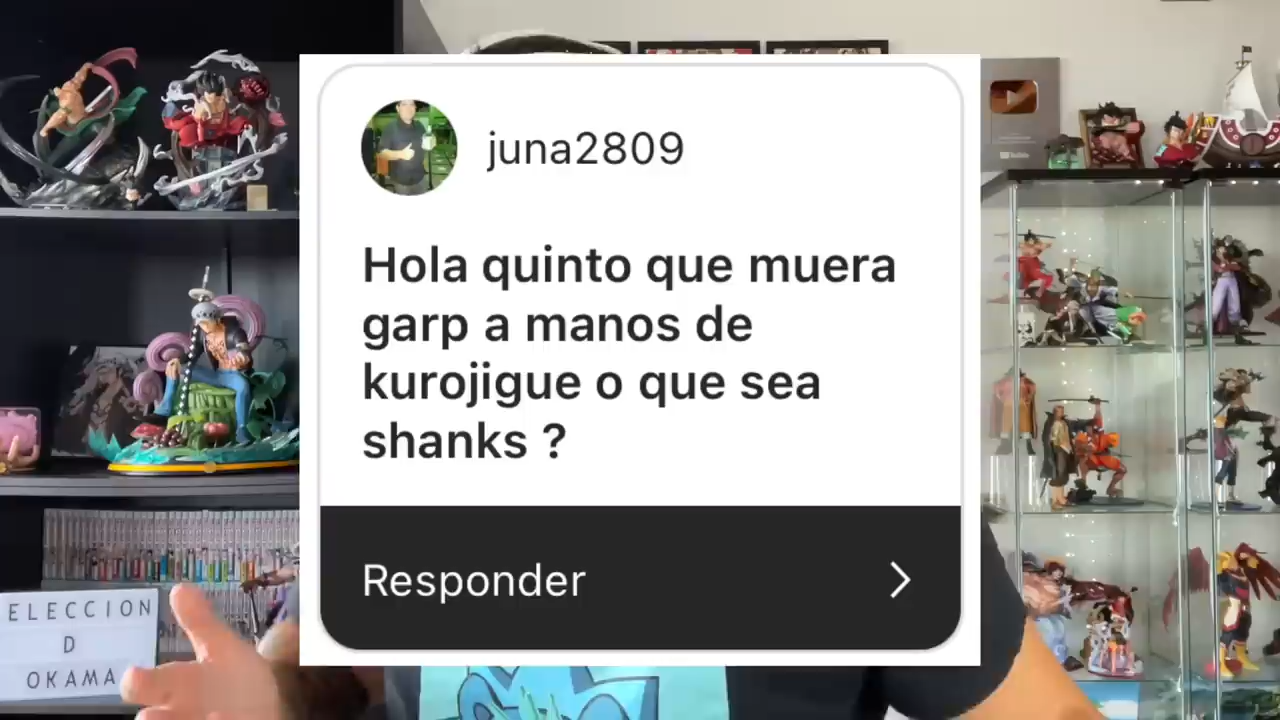 juna2809
Hola quinto que muera
garp a manos de
kurojigue o que sea
shanks ?
Responder
ELECCION
D
OKAMA